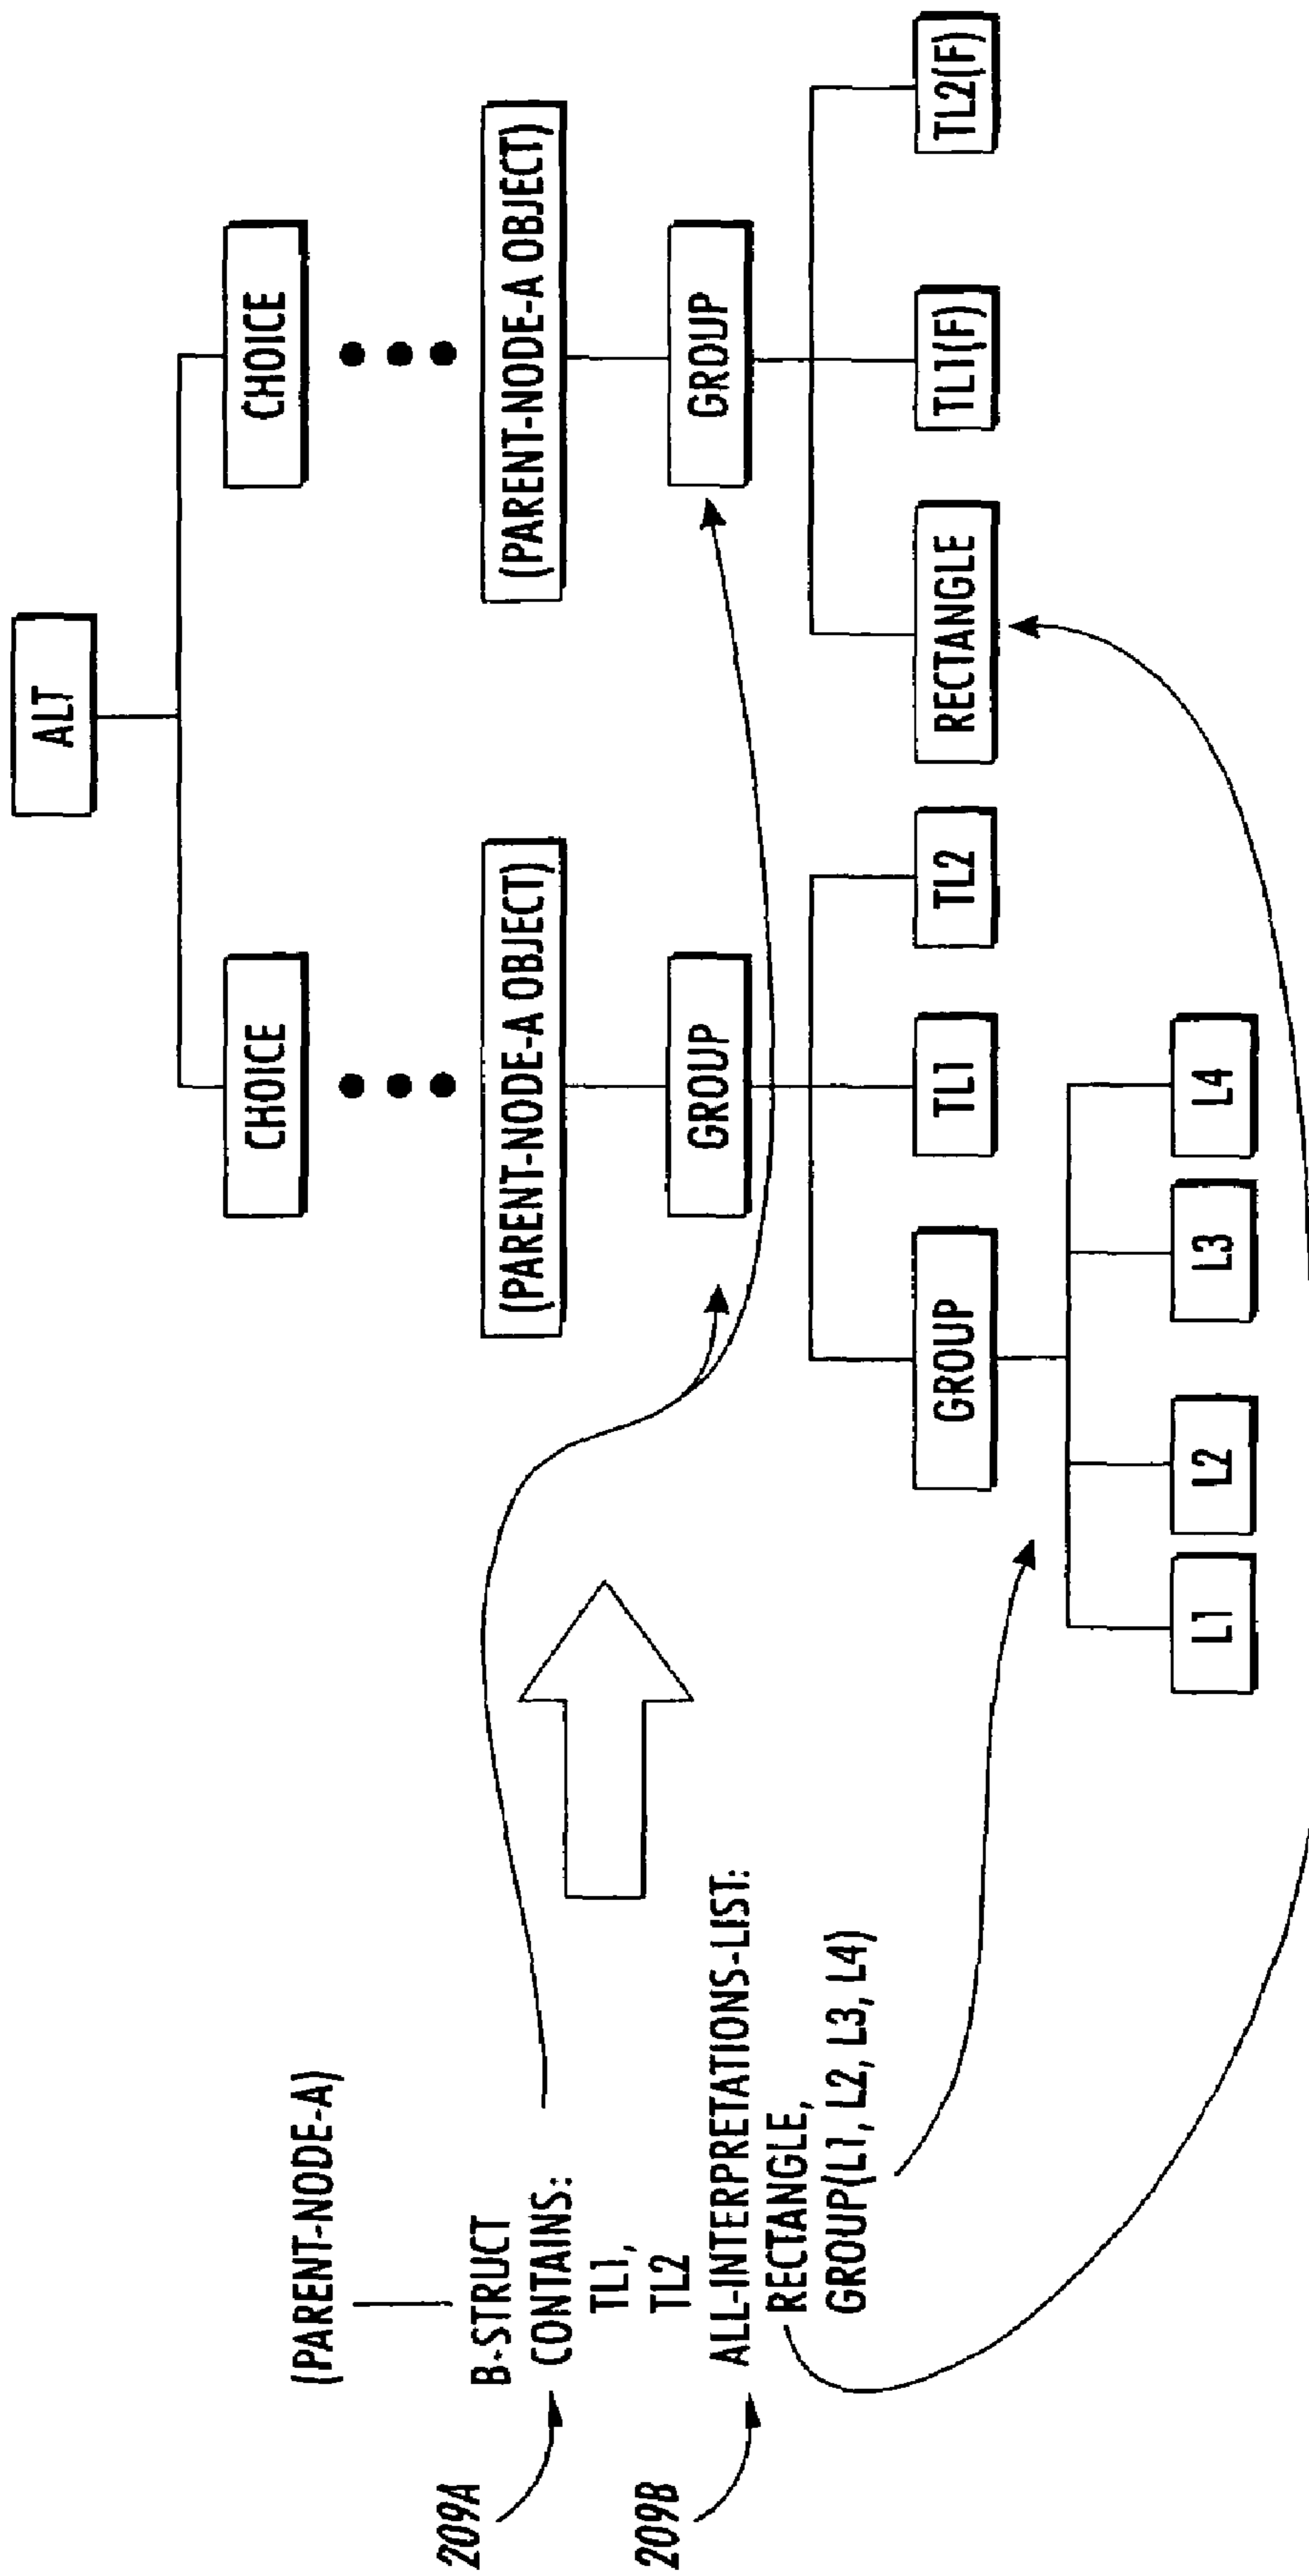 ALT
CHOICE
CHOICE
(PARENT-NODE-A)
(PARENT-NODE-A OBJECT)
(PARENT-NODE-A OBJECT)
209A
B-STRUCT
CONTAINS:
TL1,
TL2
209B
ALL-INTERPRETATIONS-LIST:
RECTANGLE,
GROUP(L1, L2, L3, L4)
GROUP
GROUP
GROUP
TL1
TL2
RECTANGLE
TL1(F)
TL2(F)
L1
L2
L3
L4